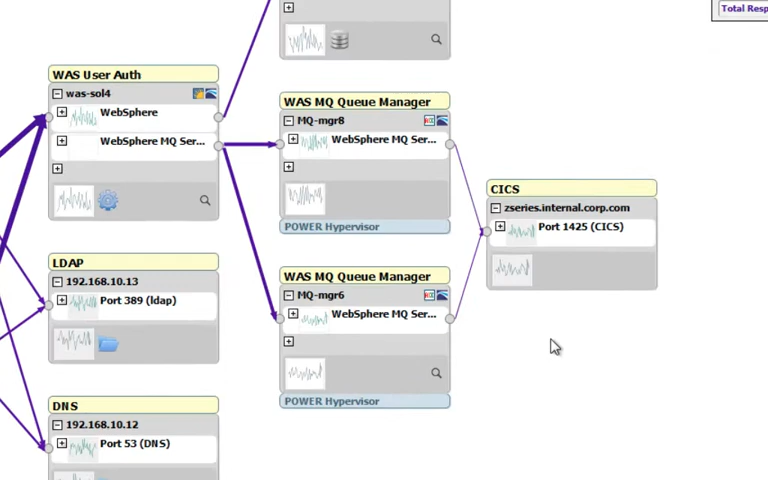 Total Resp
WAS User Auth
was-sol4
WebSphere
WebSphere MQ Ser...
LDAP
192.168.10.13
Port 389 (ldap)
DNS
192.168.10.12
Port 53 (DNS)
WAS MQ Queue Manager
MQ-mgr8
WebSphere MQ Ser...
POWER Hypervisor
WAS MQ Queue Manager
MQ-mgr6
WebSphere MQ Ser...
POWER Hypervisor
CICS
zseries.internal.corp.com
Port 1425 (CICS)